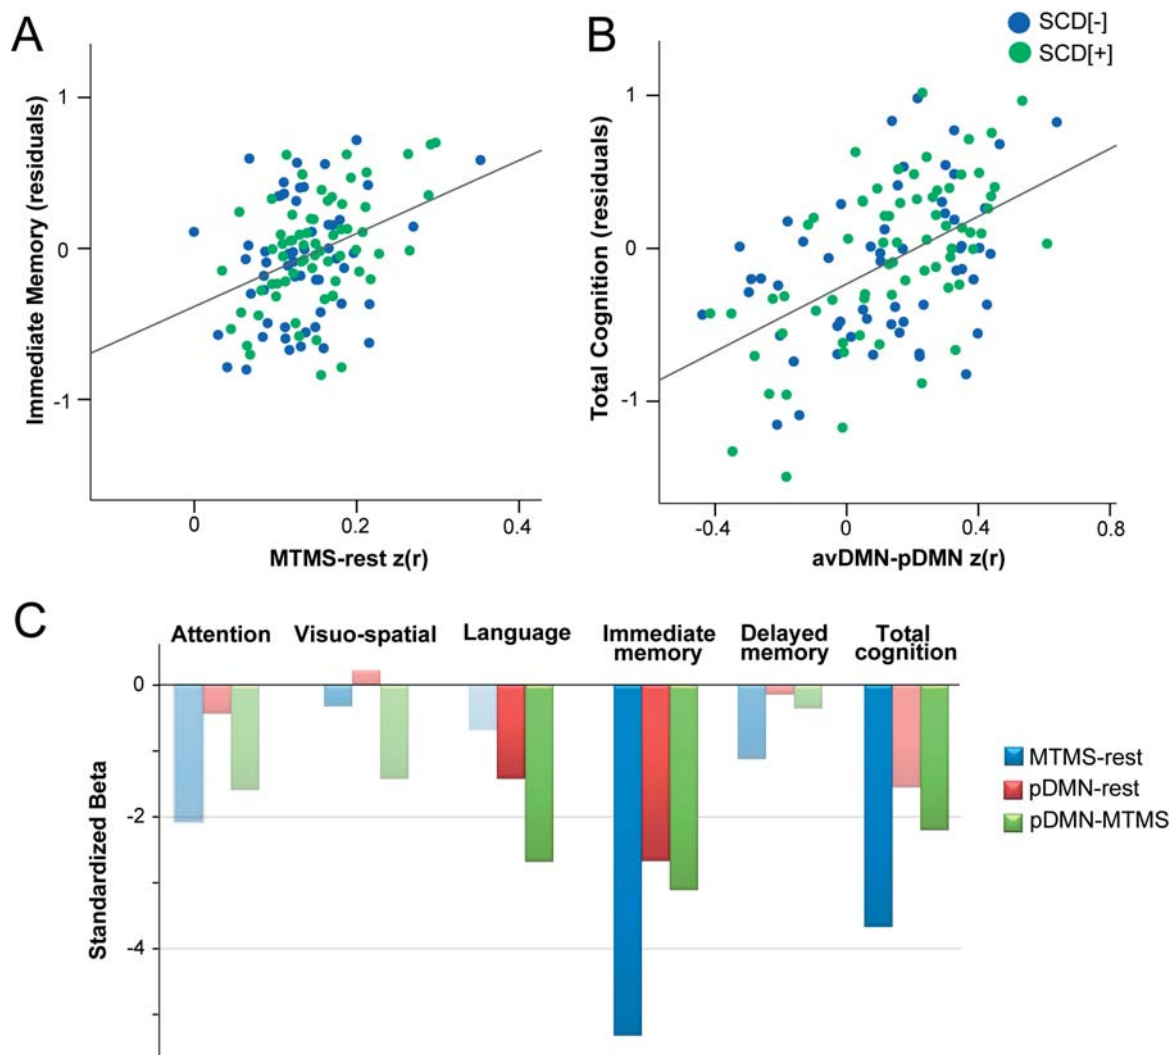 A
B
SCD[-]
SCD[+]
Immediate Memory (residuals)
1
0
-1
0
0.2
0.4
MTMS-rest z(r)
Total Cognition (residuals)
1
0
-1
-0.4
0
0.4
0.8
avDMN-pDMN z(r)
C
Attention
Visuo-spatial
Language
Immediate
memory
Delayed
memory
Total
cognition
Standardized Beta
0
-2
-4
MTMS-rest
pDMN-rest
pDMN-MTMS